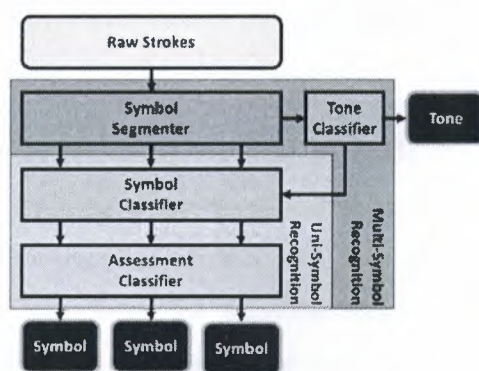 Raw Strokes
Symbol
Segmenter
Tone
Classifier
Tone
Symbol
Classifier
Assessment
Classifier
Uni-Symbol
Recognition
Multi-Symbol
Recognition
Symbol
Symbol
Symbol